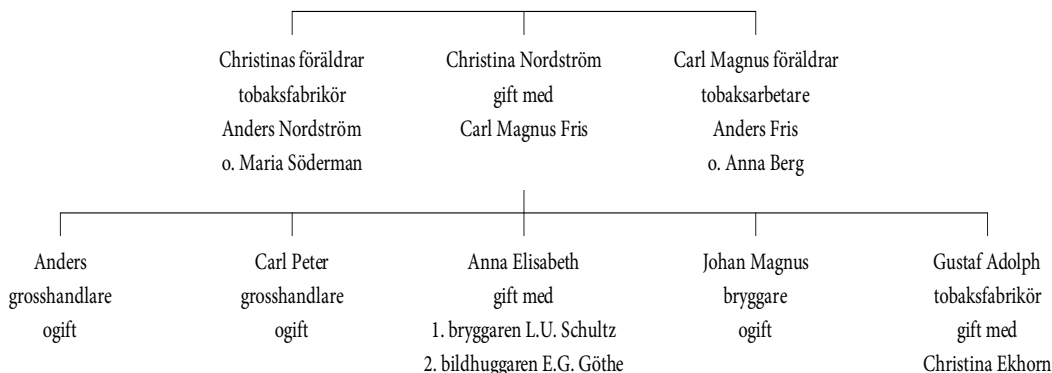 Christinas föräldrar
tobaksfabrikör
Anders Nordström
o. Maria Söderman
Christina Nordström
gift med
Carl Magnus Fris
Carl Magnus föräldrar
tobaksarbetare
Anders Fris
o. Anna Berg
Anders
grosshandlare
ogift
Carl Peter
grosshandlare
ogift
Anna Elisabeth
gift med
1. bryggaren L.U. Schultz
2. bildhuggaren E.G. Göthe
Johan Magnus
bryggare
ogift
Gustaf Adolph
tobaksfabrikör
gift med
Christina Ekhorn